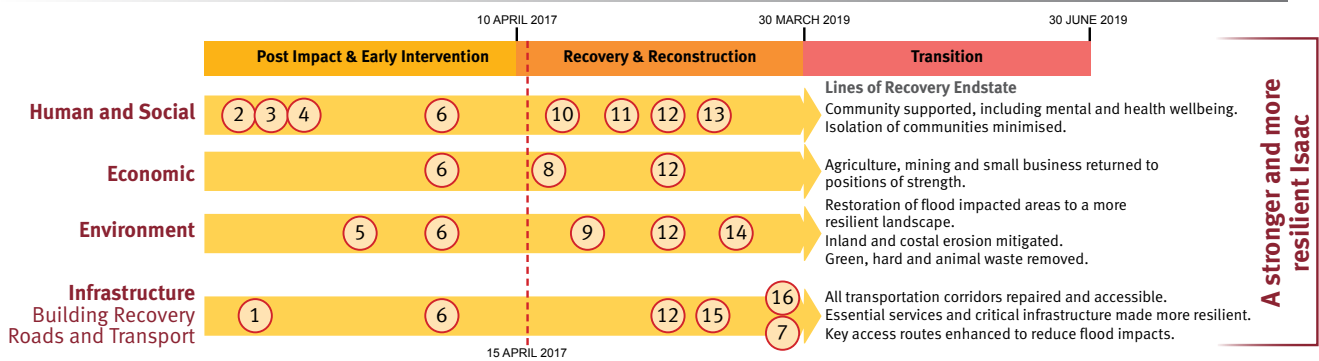 10 APRIL 2017
30 MARCH 2019
30 JUNE 2019
Post Impact & Early Intervention
Recovery & Reconstruction
Transition
Human and Social
2
3
4
6
10
11
12
13
Lines of Recovery Endstate
Community supported, including mental and health wellbeing.
Isolation of communities minimised.
Economic
6
8
12
Agriculture, mining and small business returned to
positions of strength.
Environment
5
6
9
12
14
Restoration of flood impacted areas to a more
resilient landscape.
Inland and costal erosion mitigated.
Green, hard and animal waste removed.
Infrastructure
Building Recovery
Roads and Transport
1
6
12
15
16
7
All transportation corridors repaired and accessible.
Essential services and critical infrastructure made more resilient.
Key access routes enhanced to reduce flood impacts.
15 APRIL 2017
A stronger and more
resilient Isaac